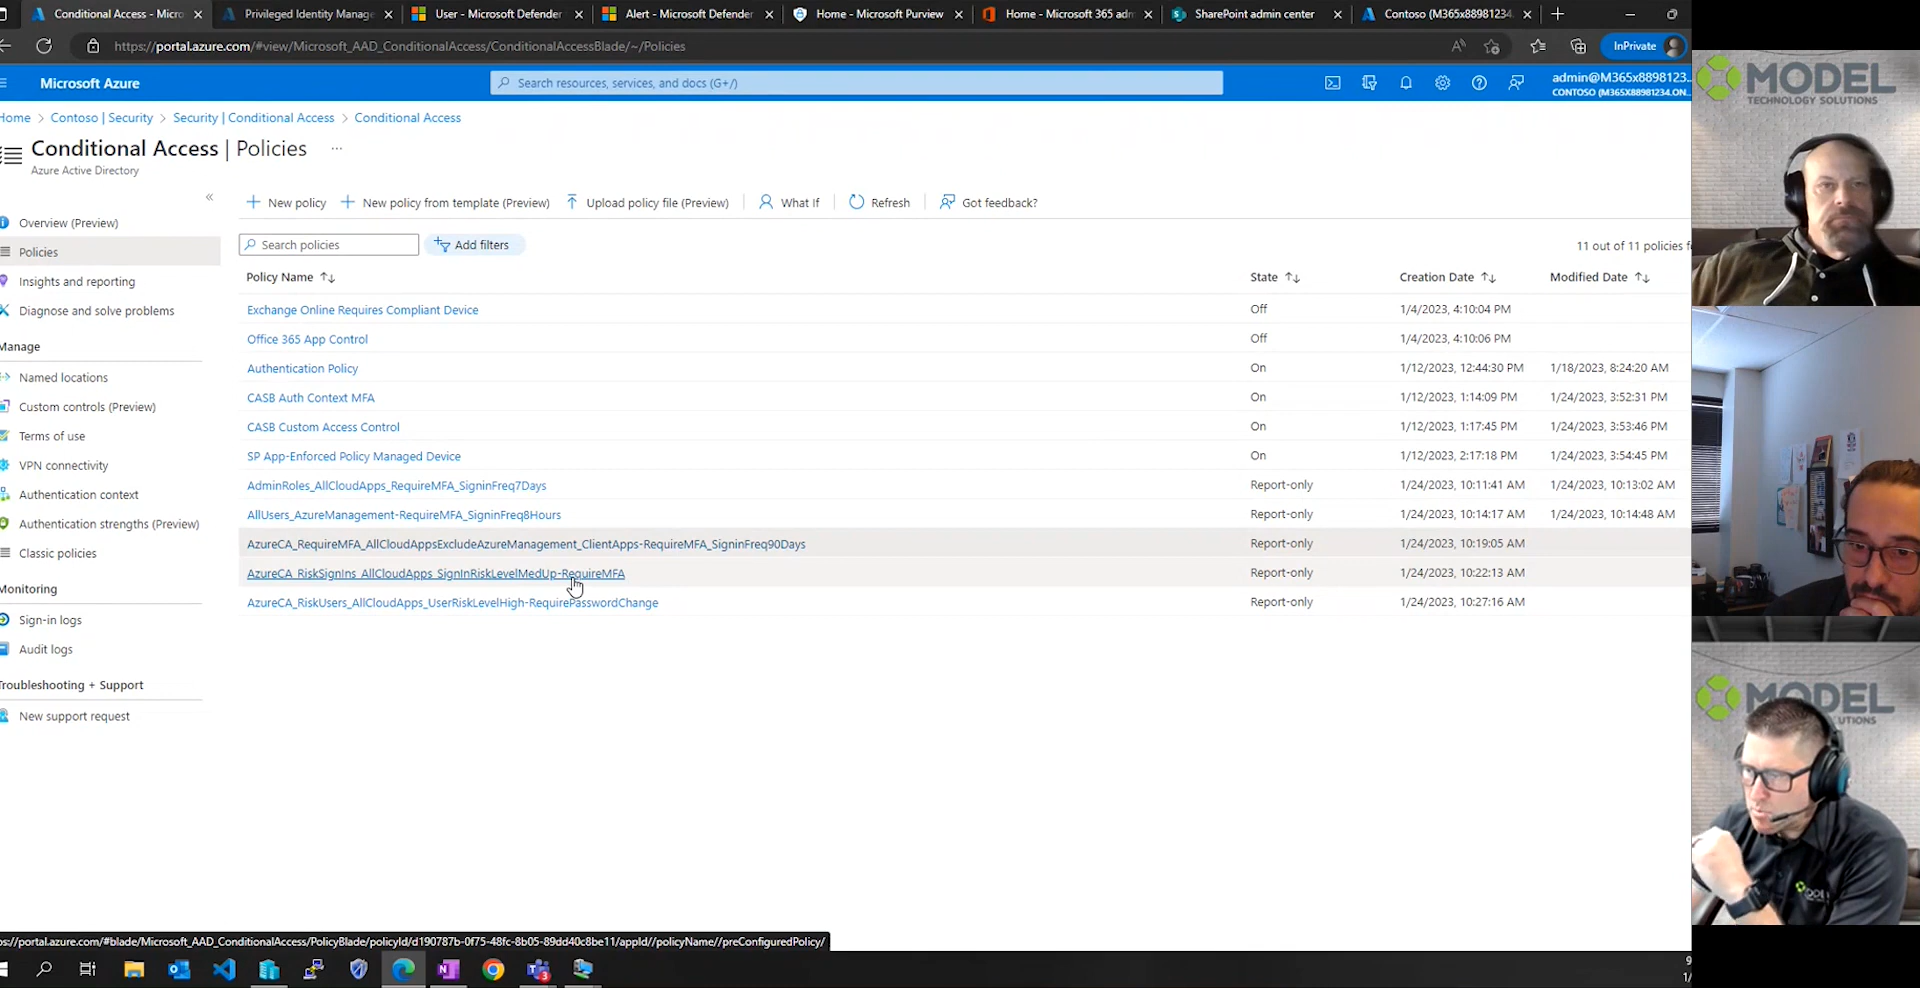 Conditional Access - Micro
Privileged Identity Manage
User - Microsoft Defender
Alert - Microsoft Defender
Home - Microsoft Purview
Home - Microsoft 365 adm
SharePoint admin center
Contoso (M365x88981234.
https://portal.azure.com/#view/Microsoft_AAD_ConditionalAccess/ConditionalAccessBlade/~/Policies
InPrivate
Microsoft Azure
Search resources, services, and docs (G+/)
admin@M365x8898123...
CONTOSO (M365X88981234.ON...
Home > Contoso | Security > Security | Conditional Access > Conditional Access
Conditional Access | Policies ...
Azure Active Directory
«
Overview (Preview)
Policies
Insights and reporting
Diagnose and solve problems
Manage
Named locations
Custom controls (Preview)
Terms of use
VPN connectivity
Authentication context
Authentication strengths (Preview)
Classic policies
Monitoring
Sign-in logs
Audit logs
Troubleshooting + Support
New support request
New policy
New policy from template (Preview)
Upload policy file (Preview)
What If
Refresh
Got feedback?
Search policies
Add filters
11 out of 11 policies fo
Policy Name State Creation Date Modified Date
Exchange Online Requires Compliant Device Off 1/4/2023, 4:10:04 PM
Office 365 App Control Off 1/4/2023, 4:10:06 PM
Authentication Policy On 1/12/2023, 12:44:30 PM 1/18/2023, 8:24:20 AM
CASB Auth Context MFA On 1/12/2023, 1:14:09 PM 1/24/2023, 3:52:31 PM
CASB Custom Access Control On 1/12/2023, 1:17:45 PM 1/24/2023, 3:53:46 PM
SP App-Enforced Policy Managed Device On 1/12/2023, 2:17:18 PM 1/24/2023, 3:54:45 PM
AdminRoles_AllCloudApps_RequireMFA_SigninFreq7Days Report-only 1/24/2023, 10:11:41 AM 1/24/2023, 10:13:02 AM
AllUsers_AzureManagement-RequireMFA_SigninFreq8Hours Report-only 1/24/2023, 10:14:17 AM 1/24/2023, 10:14:48 AM
AzureCA_RequireMFA_AllCloudAppsExcludeAzureManagement_ClientApps-RequireMFA_SigninFreq90Days Report-only 1/24/2023, 10:19:05 AM
AzureCA_RiskSignIns_AllCloudApps_SignInRiskLevelMedUp-RequireMFA Report-only 1/24/2023, 10:22:13 AM
AzureCA_RiskUsers_AllCloudApps_UserRiskLevelHigh-RequirePasswordChange Report-only 1/24/2023, 10:27:16 AM
ps://portal.azure.com/#blade/Microsoft_AAD_ConditionalAccess/PolicyBlade/policyId/d190787b-0f75-48fc-8b05-89dd40c8be11/appId//policyName//preConfiguredPolicy/
9
1/
MODEL
TECHNOLOGY SOLUTIONS
MODEL
UTIONS
MODEL